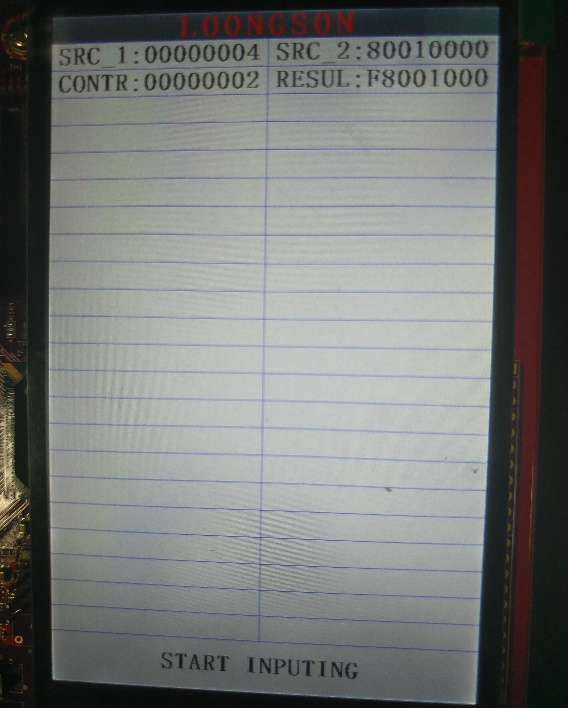 LOONGSON
SRC_1:00000004 SRC_2:80010000
CONTR:00000002 RESUL:F8001000
START INPUTING